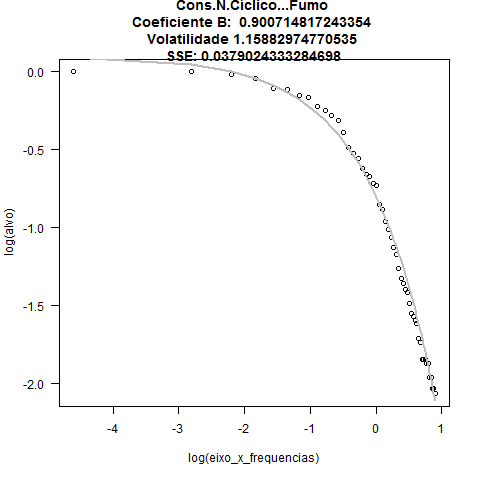 Cons.N.Ciclico...Fumo
Coeficiente B:  0.900714817243354
Volatilidade 1.15882974770535
SSE: 0.0379024333284698
0.0
-0.5
-1.0
-1.5
-2.0
log(alvo)
-4 -3 -2 -1 0 1
log(eixo_x_frequencias)